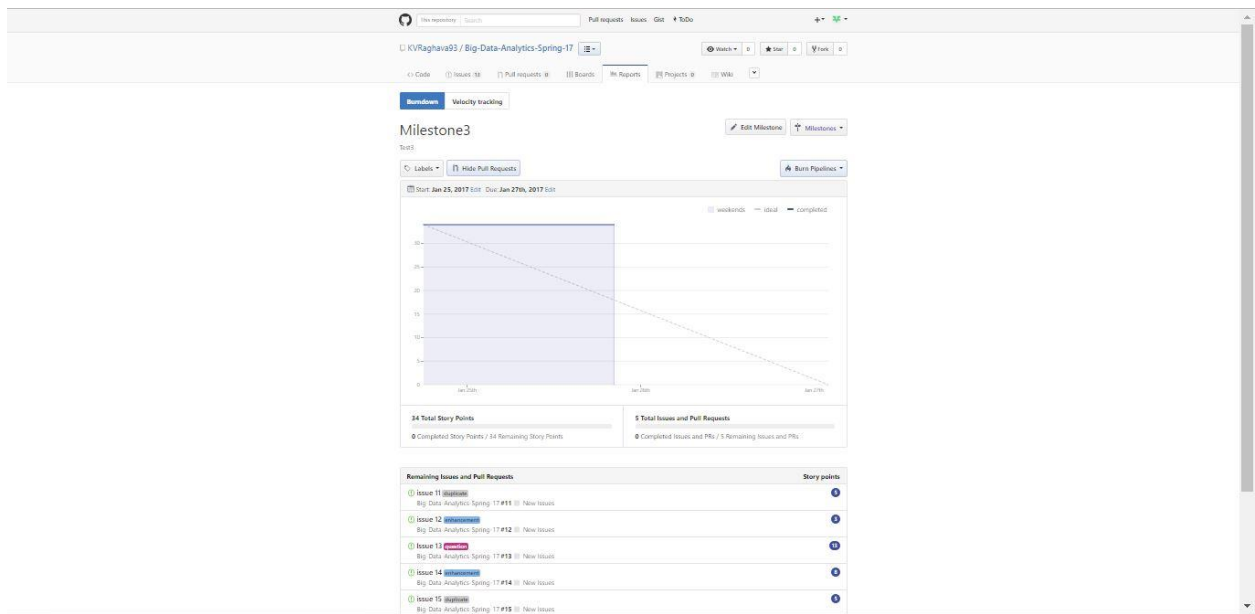 This repository Search Pull requests Issues Gist ToDo
KVRaghava93 / Big-Data-Analytics-Spring-17 Watch 0 Star 0 Fork 0
Code Issues Pull requests 0 Boards Reports Projects 0 Wiki
Burndown Velocity tracking
Milestone3 Edit Milestone Milestones
Test3
Labels Hide Pull Requests Burn Pipelines
Start: Jan 25, 2017 Edit Due: Jan 27th, 2017 Edit
weekends ideal completed
30
25
20
15
10
5
0
Jan 25th Jan 26th Jan 27th
34 Total Story Points 5 Total Issues and Pull Requests
0 Completed Story Points / 34 Remaining Story Points 0 Completed Issues and PRs / 5 Remaining Issues and PRs
Remaining Issues and Pull Requests Story points
issue 11 duplicate
Big-Data-Analytics-Spring-17 #11 New Issues
issue 12 enhancement
Big-Data-Analytics-Spring-17 #12 New Issues
Issue 13 question 13
Big-Data-Analytics-Spring-17 #13 New Issues
issue 14 enhancement 8
Big-Data-Analytics-Spring-17 #14 New Issues
issue 15 duplicate
Big-Data-Analytics-Spring-17 #15 New Issues